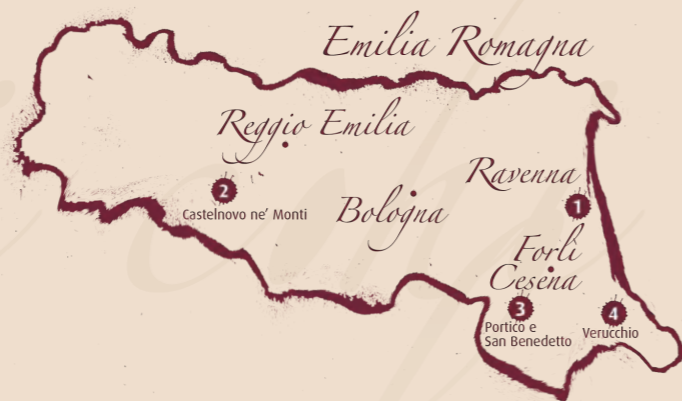 Emilia Romagna
Reggio Emilia
Ravenna
1
2
Castelnovo ne' Monti
Bologna
Forlì
Cesena
3
Portico e
San Benedetto
4
Verucchio